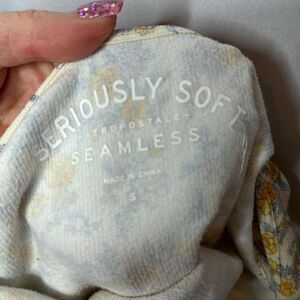 SERIOUSLY SOFT
AEROPOSTALE
SEAMLESS
MADE IN CHINA
S